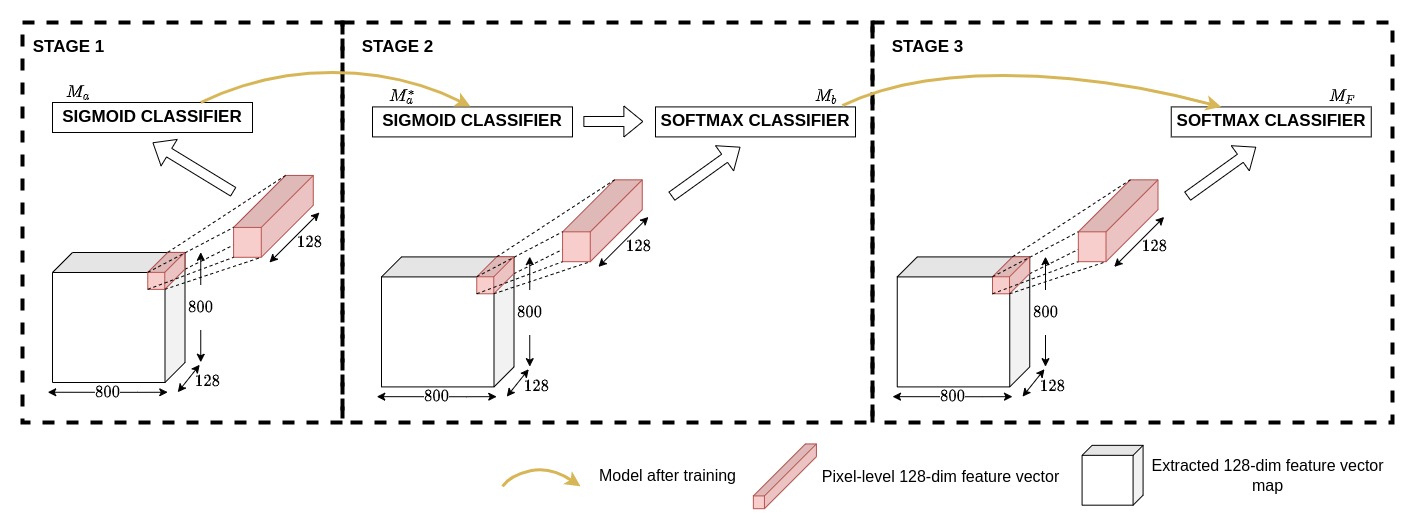 STAGE 1
M_a
SIGMOID CLASSIFIER
128
800
128
800
STAGE 2
M_a^*
SIGMOID CLASSIFIER
M_b
SOFTMAX CLASSIFIER
128
800
128
800
STAGE 3
M_F
SOFTMAX CLASSIFIER
128
800
128
800
Model after training
Pixel-level 128-dim feature vector
Extracted 128-dim feature vector
map